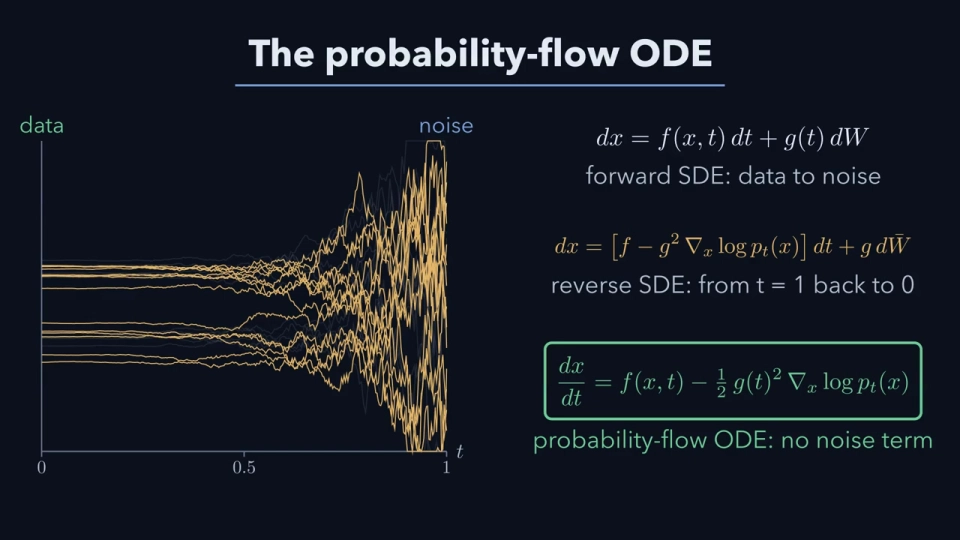 The probability-flow ODE
data
noise
dx = f(x, t) dt + g(t) dW
forward SDE: data to noise
dx = [f − g² ∇ₓ log pₜ(x)] dt + g dW̄
reverse SDE: from t = 1 back to 0
dx/dt = f(x, t) − ½ g(t)² ∇ₓ log pₜ(x)
probability-flow ODE: no noise term
t
0 0.5 1